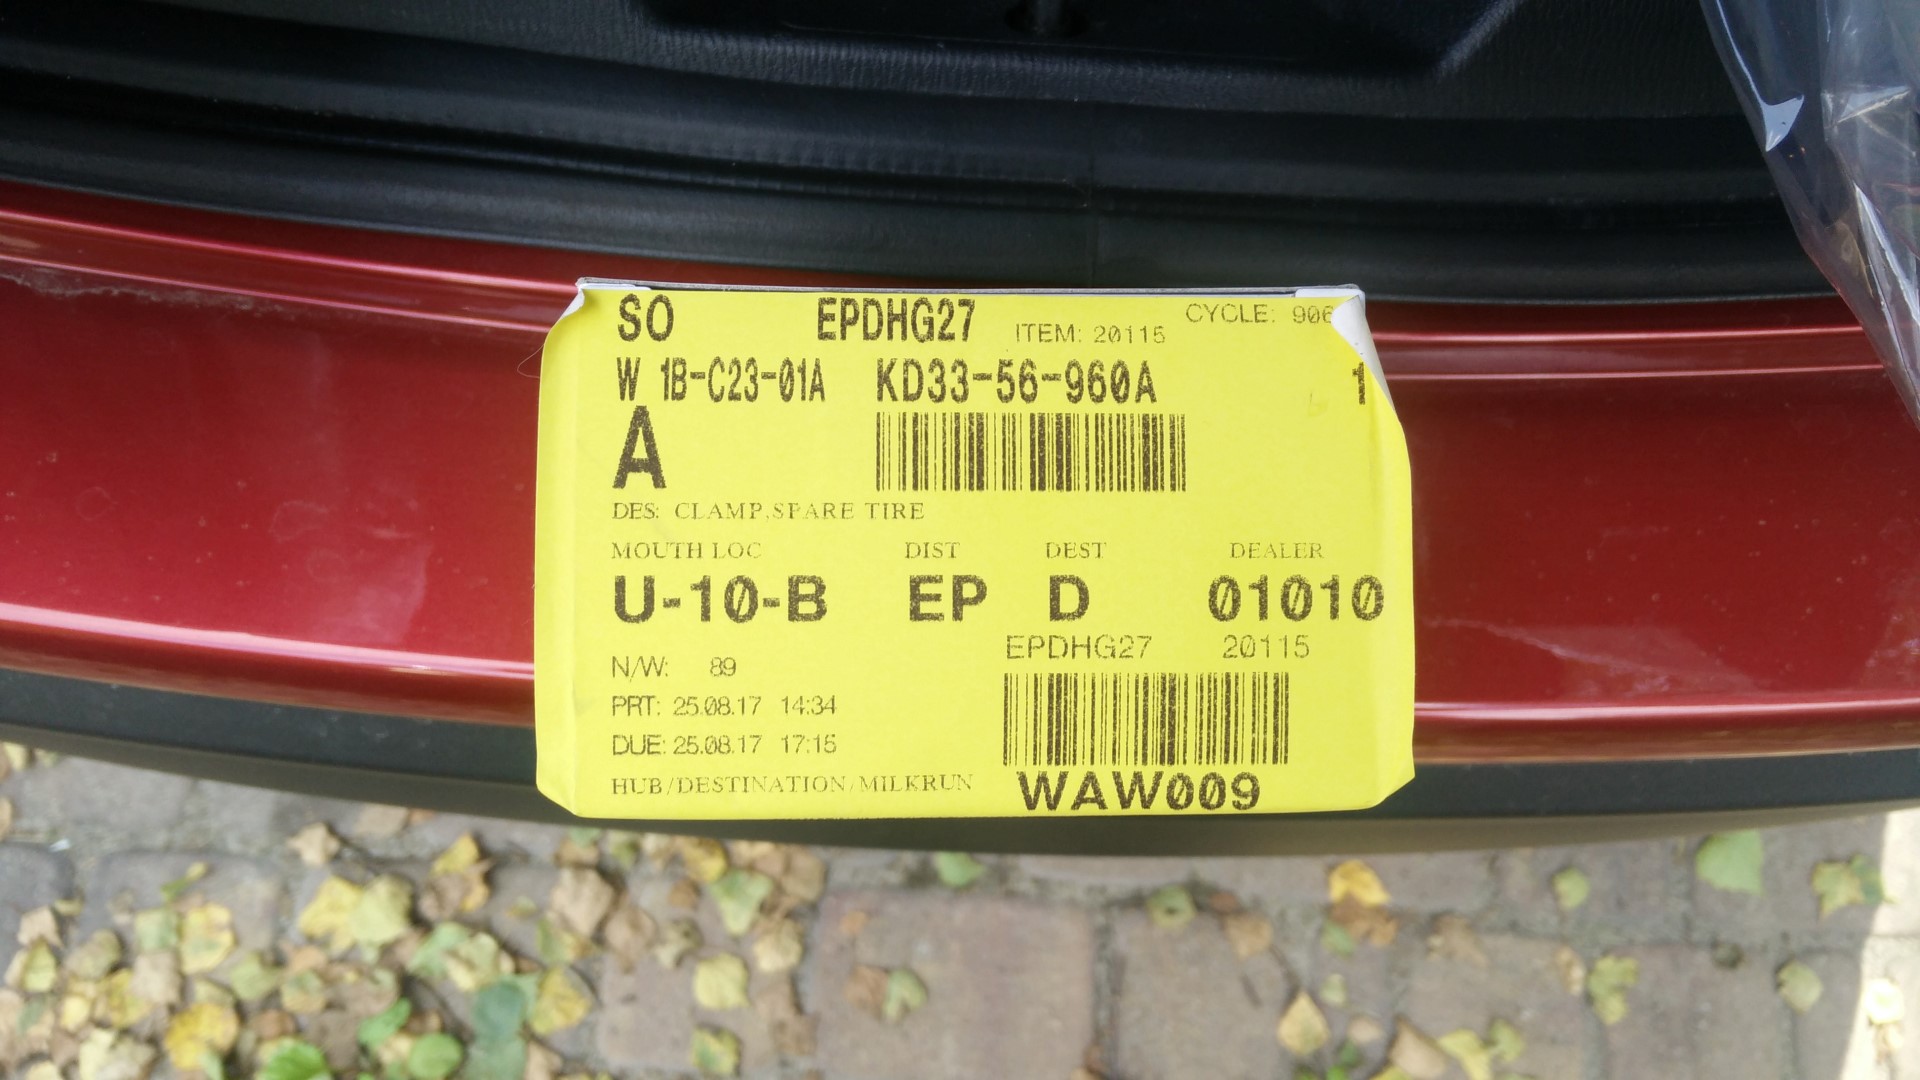 SO EPDHG27 ITEM: 20115 CYCLE: 906
W 1B-C23-01A KD33-56-960A 1
A
DES: CLAMP,SPARE TIRE
MOUTH LOC DIST DEST DEALER
U-10-B EP D 01010
EPDHG27 20115
N/W: 89
PRT: 25.08.17 14:34
DUE: 25.08.17 17:15
HUB/DESTINATION/MILKRUN WAW009